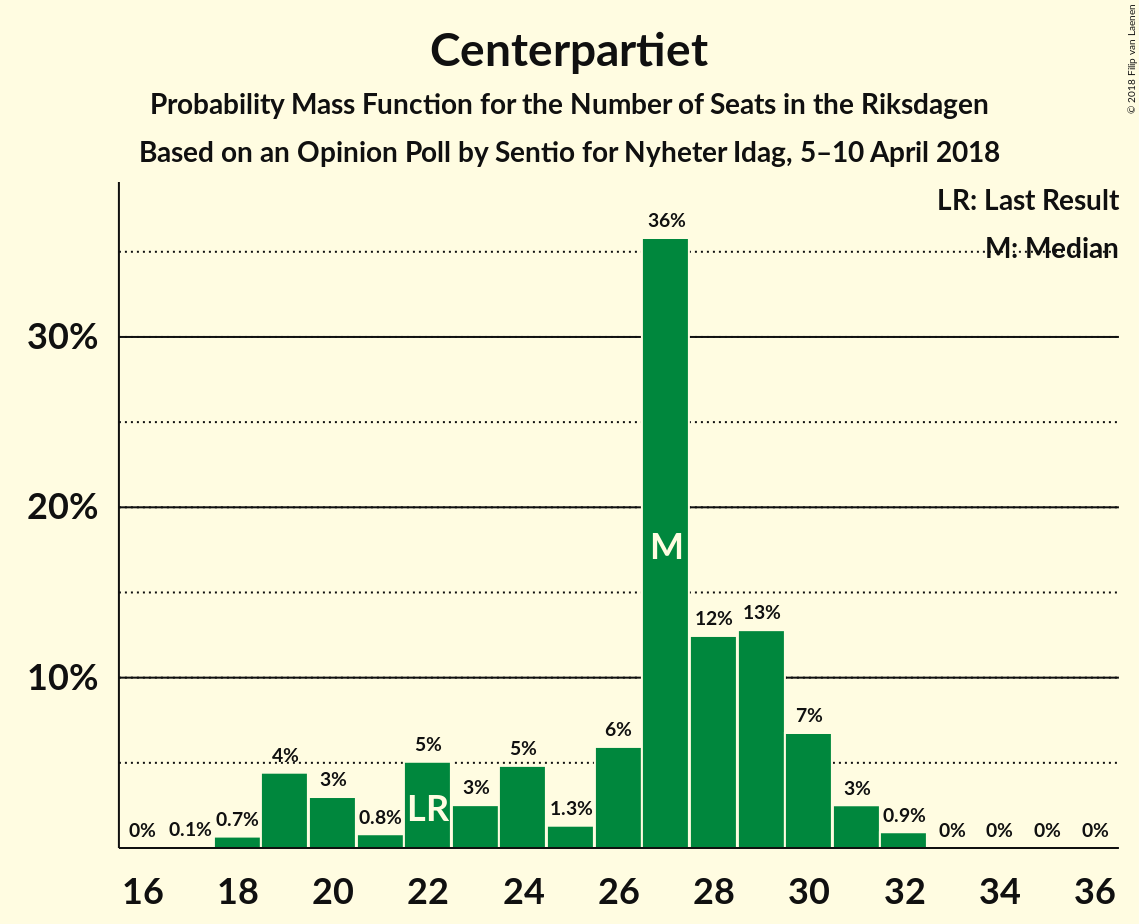 Centerpartiet
Probability Mass Function for the Number of Seats in the Riksdagen
Based on an Opinion Poll by Sentio for Nyheter Idag, 5–10 April 2018
© 2018 Filip van Laenen
LR: Last Result
M: Median
30%
20%
10%
0%
0.1%
0.7%
4%
3%
0.8%
5%
3%
5%
1.3%
6%
36%
12%
13%
7%
3%
0.9%
0%
0%
0%
0%
LR
M
16 18 20 22 24 26 28 30 32 34 36